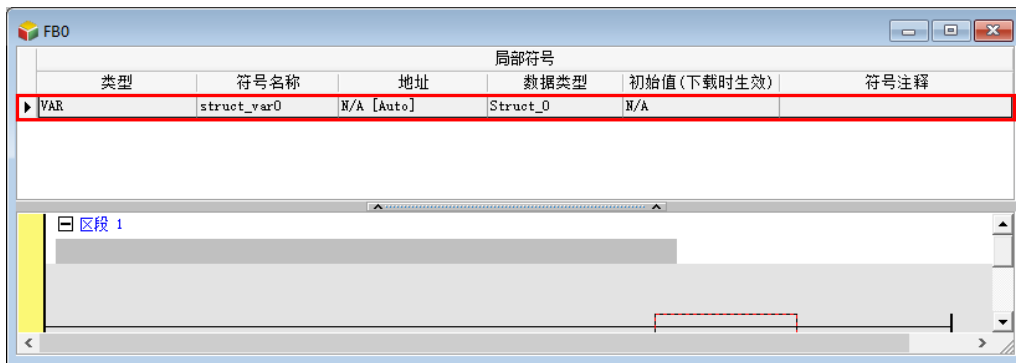 FB0
局部符号
类型 符号名称 地址 数据类型 初始值(下载时生效) 符号注释
VAR struct_var0 N/A [Auto] Struct_0 N/A
区段 1